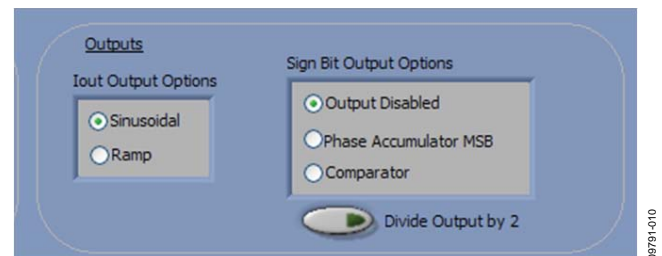 Outputs
Iout Output Options
Sinusoidal
Ramp
Sign Bit Output Options
Output Disabled
Phase Accumulator MSB
Comparator
Divide Output by 2
09791-010